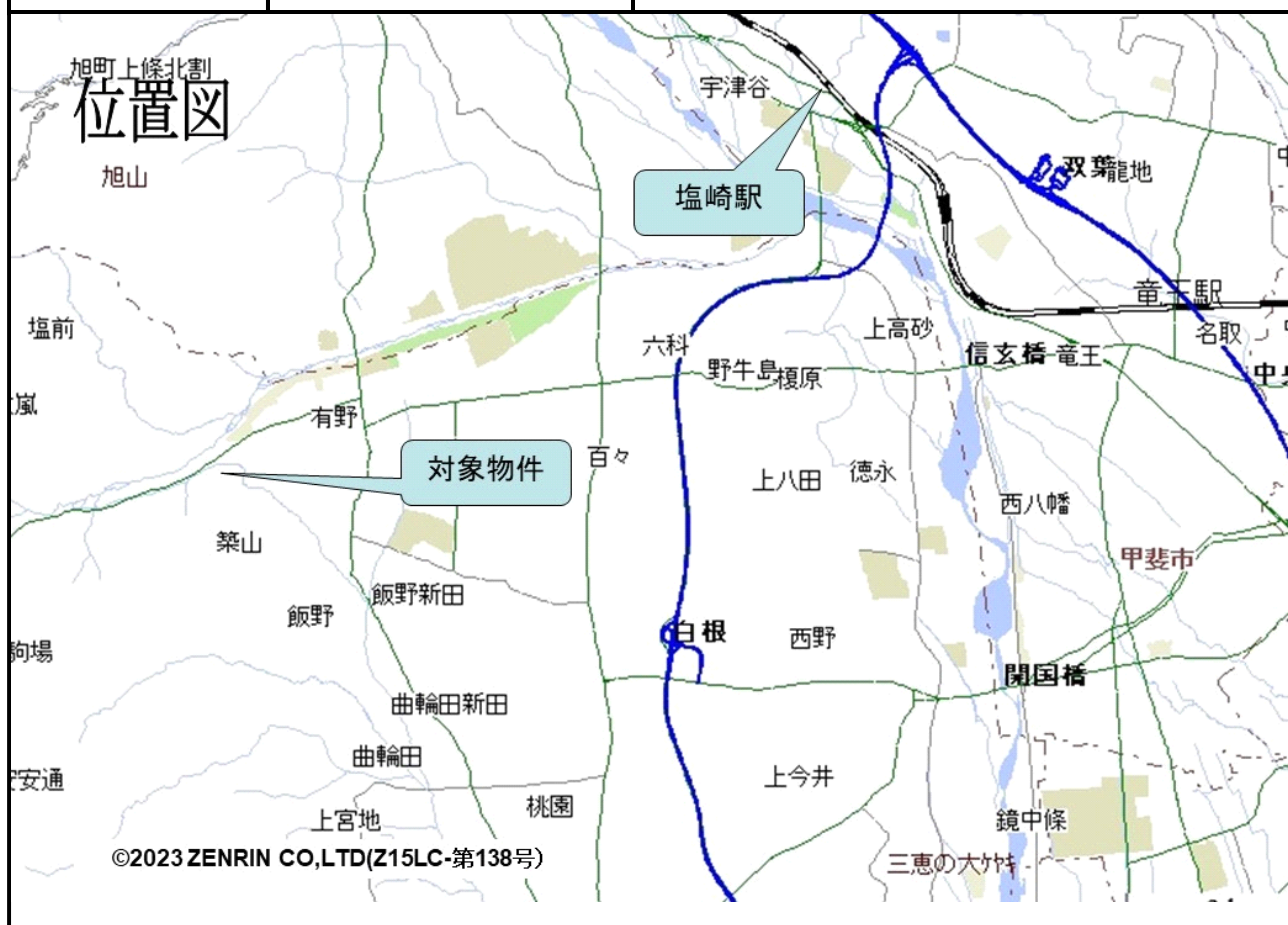 旭町上條北割
位置図
旭山
宇津谷
塩崎駅
双葉
龍地
塩前
竜王駅
名取
六科
上高砂
野牛島
榎原
信玄橋
竜王
有野
対象物件
百々
上八田
徳永
西八幡
築山
甲斐市
飯野新田
飯野
白根
西野
駒場
開国橋
曲輪田新田
曲輪田
安通
上今井
桃園
上宮地
鏡中條
©2023 ZENRIN CO,LTD(Z15LC-第138号)
三恵の大ケヤキ